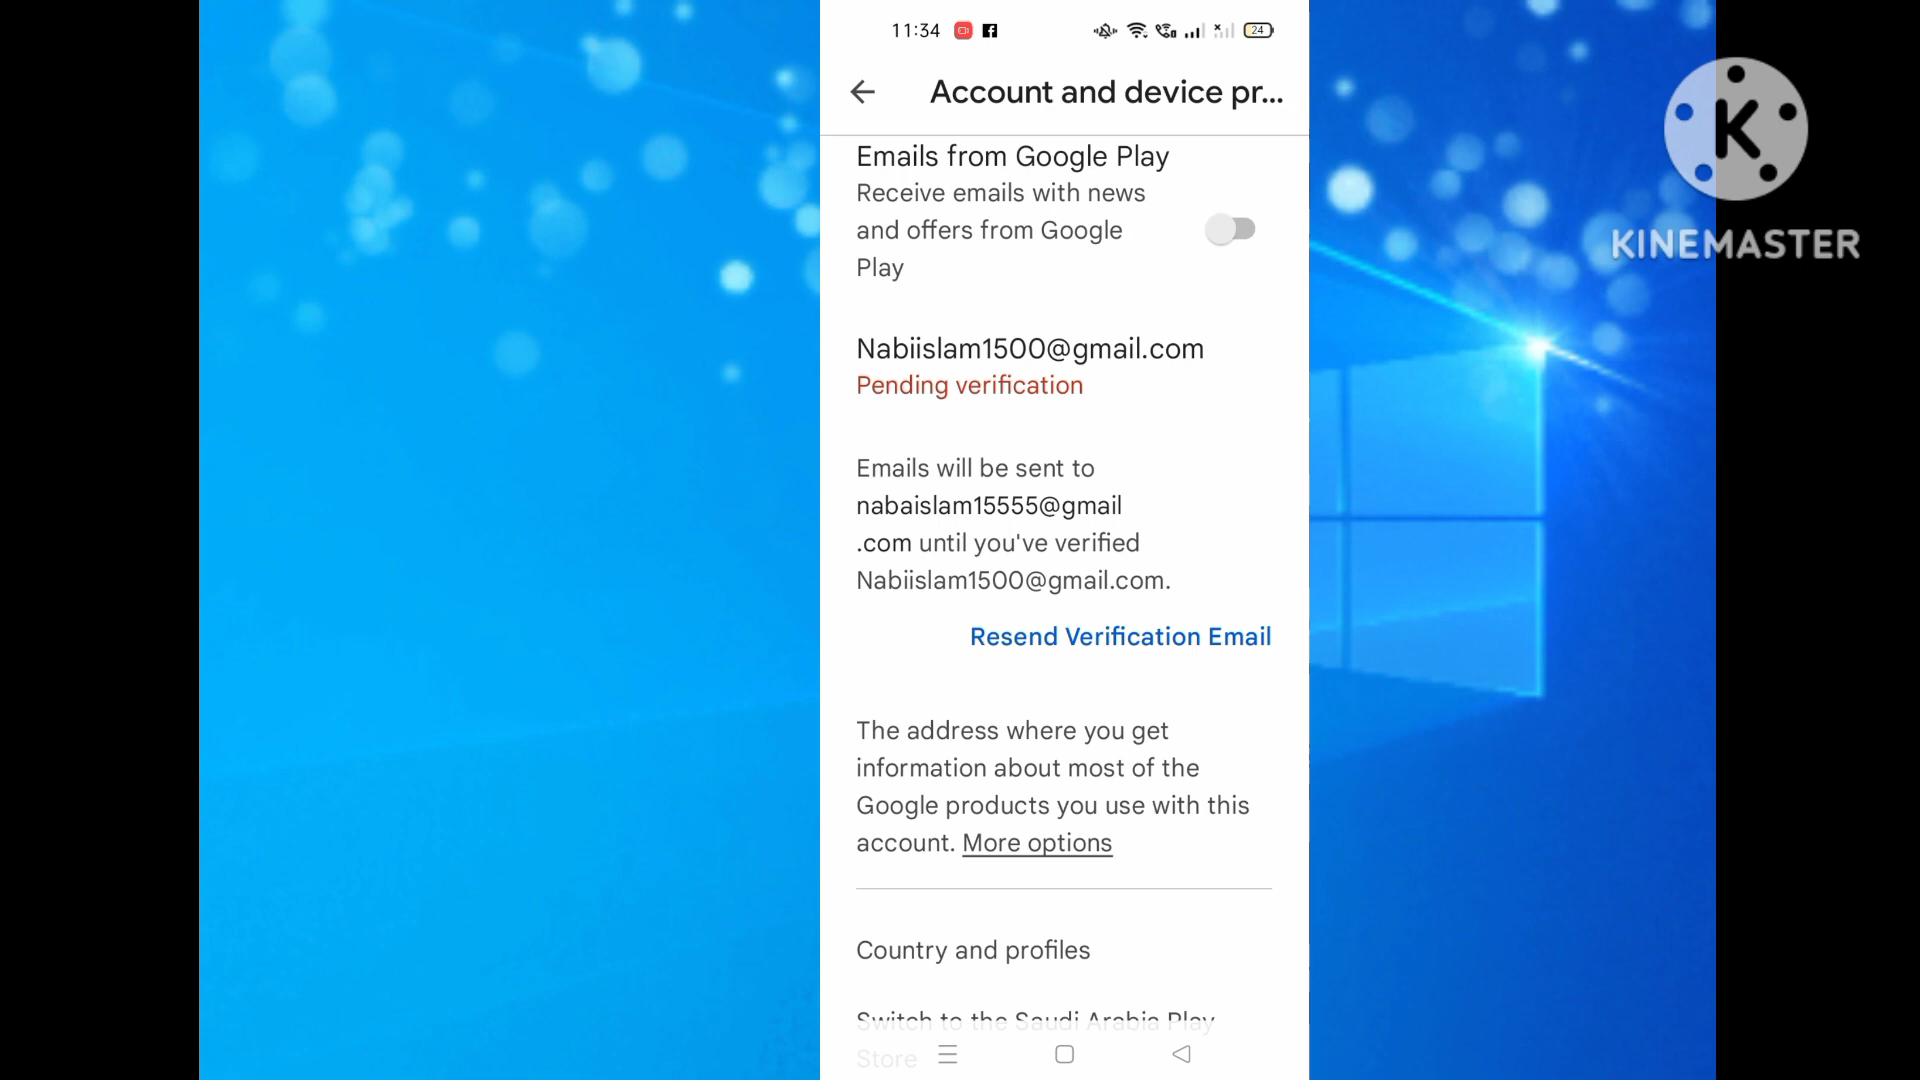 11:34
24
Account and device pr...
Emails from Google Play
Receive emails with news
and offers from Google
Play
Nabiislam1500@gmail.com
Pending verification
Emails will be sent to
nabaislam15555@gmail
.com until you've verified
Nabiislam1500@gmail.com.
Resend Verification Email
The address where you get
information about most of the
Google products you use with this
account. More options
Country and profiles
Switch to the Saudi Arabia Play
Store
K
KINEMASTER